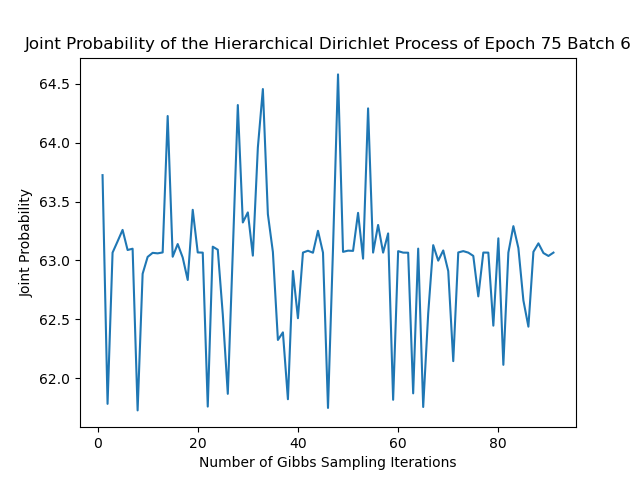 Joint Probability of the Hierarchical Dirichlet Process of Epoch 75 Batch 6
64.5
64.0
63.5
63.0
62.5
62.0
Joint Probability
0 20 40 60 80
Number of Gibbs Sampling Iterations